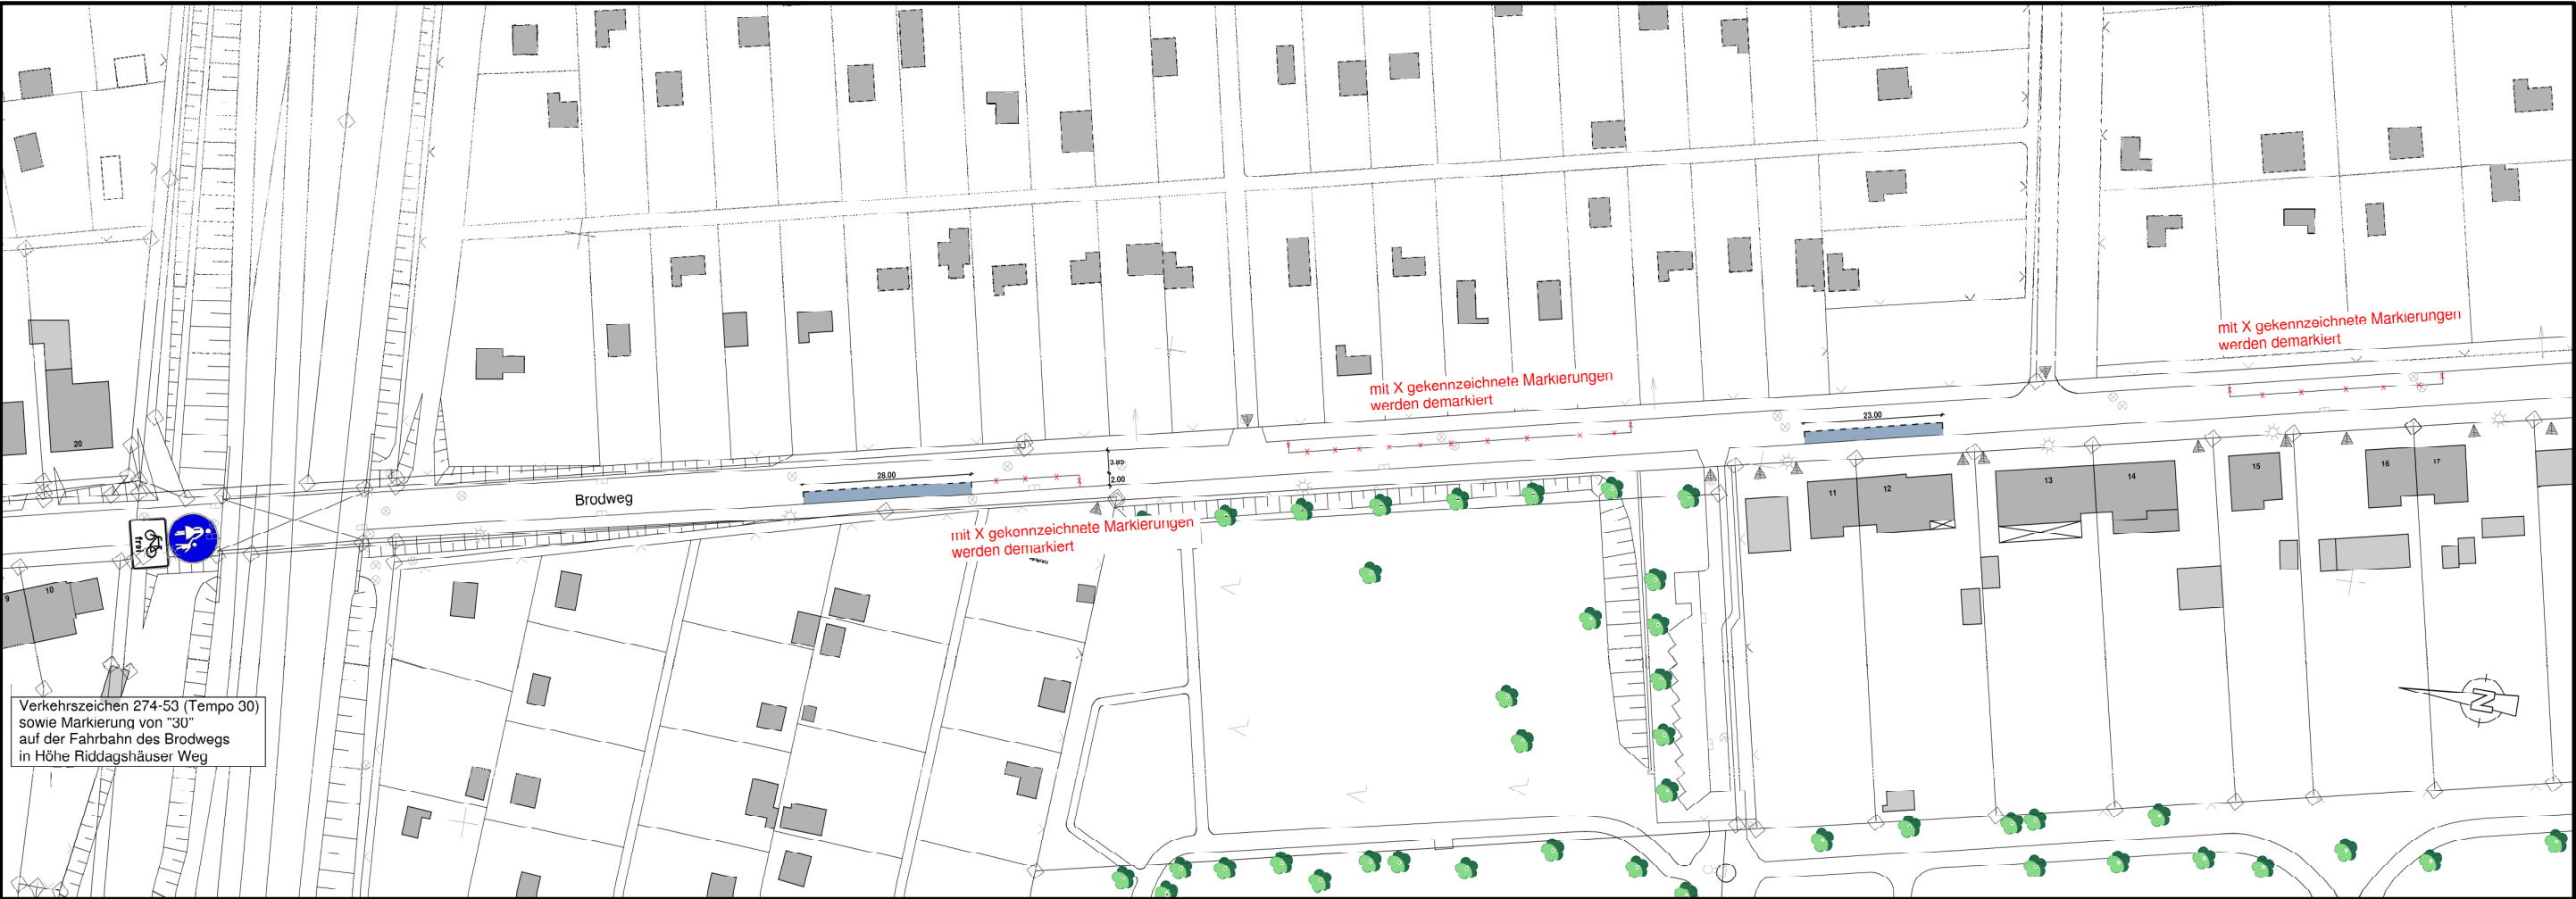 mit X gekennzeichnete Markierungen
werden demarkiert
mit X gekennzeichnete Markierungen
werden demarkiert
23.00
20
3.85
28.00
2.00
Brodweg
11
12
13
14
15
16
17
mit X gekennzeichnete Markierungen
werden demarkiert
frei
9
10
Verkehrszeichen 274-53 (Tempo 30)
sowie Markierung von "30"
auf der Fahrbahn des Brodwegs
in Höhe Riddagshäuser Weg
N